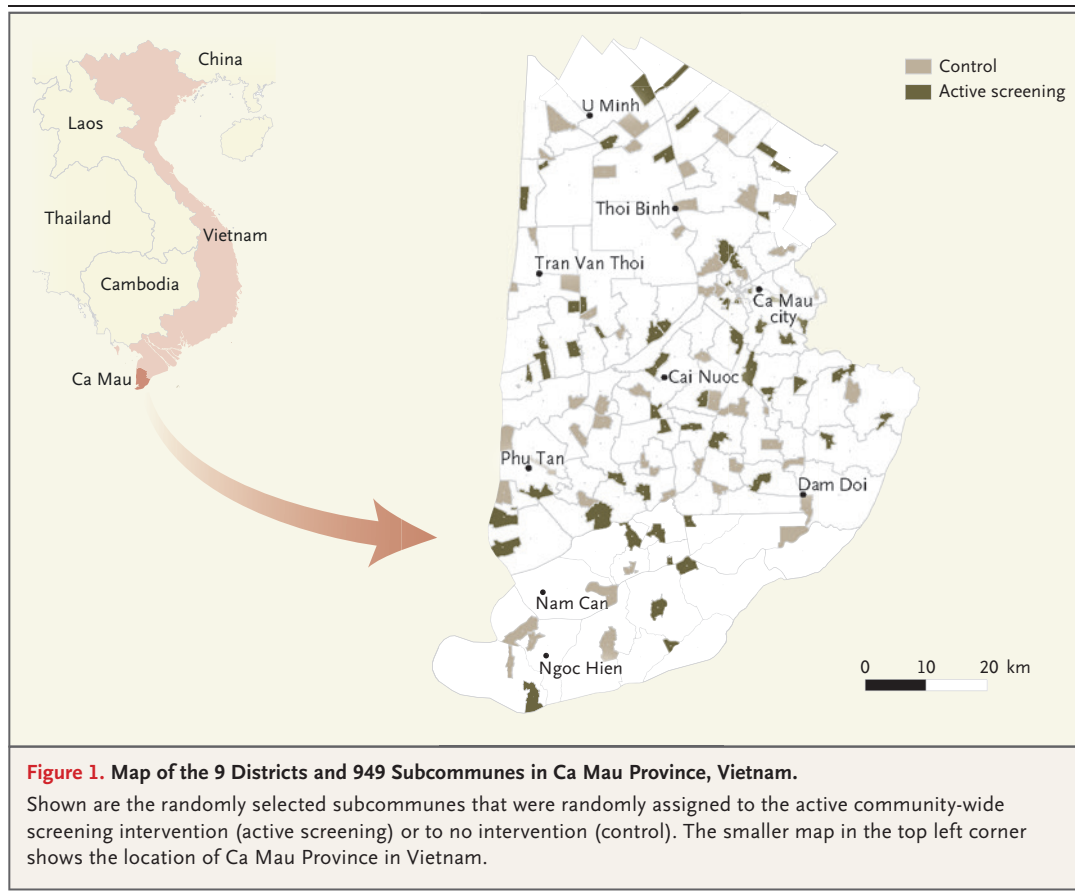 China
Laos
Thailand
Vietnam
Cambodia
Ca Mau
Control
Active screening
U Minh
Thoi Binh
Tran Van Thoi
Ca Mau
city
Cai Nuoc
Phu Tan
Dam Doi
Nam Can
Ngoc Hien
0 10 20 km
Figure 1. Map of the 9 Districts and 949 Subcommunes in Ca Mau Province, Vietnam.
Shown are the randomly selected subcommunes that were randomly assigned to the active community-wide
screening intervention (active screening) or to no intervention (control). The smaller map in the top left corner
shows the location of Ca Mau Province in Vietnam.